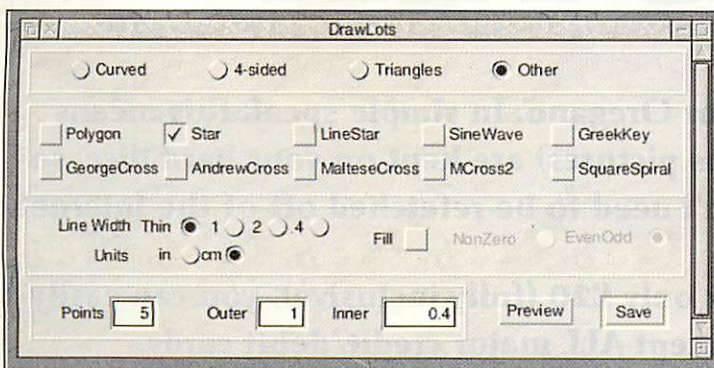 DrawLots
Curved 4-sided Triangles Other
Polygon Star LineStar SineWave GreekKey
GeorgeCross AndrewCross MalteseCross MCross2 SquareSpiral
Line Width Thin 1 2 .4
Fill NonZero EvenOdd
Units in cm
Points 5 Outer 1 Inner 0.4 Preview Save